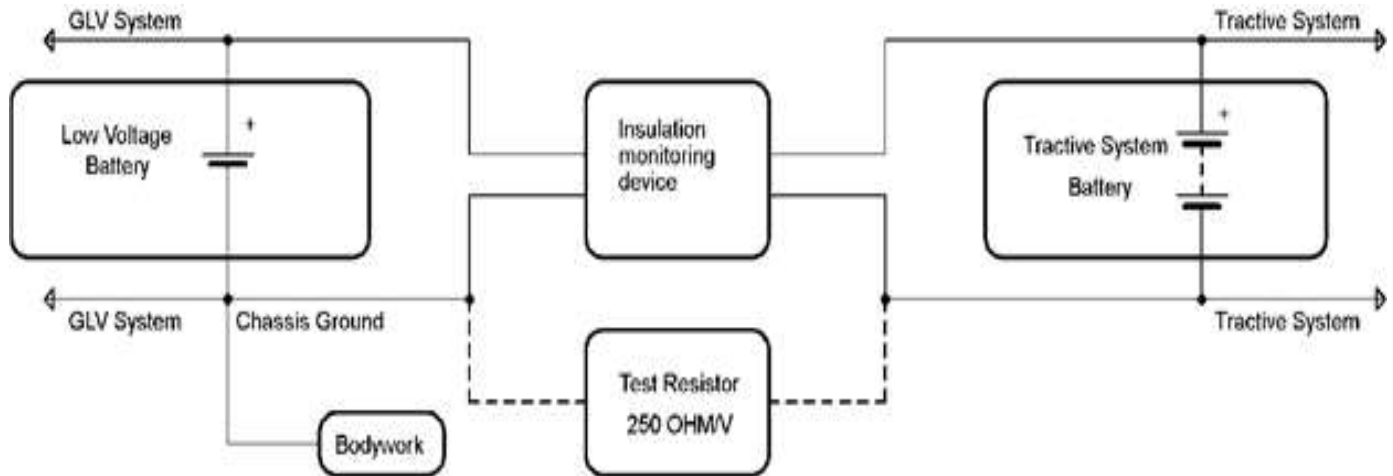 GLV System
Tractive System
Low Voltage
Battery
+
Insulation
monitoring
device
Tractive System
Battery
+
GLV System
Chassis Ground
Tractive System
Test Resistor
250 OHM/V
Bodywork